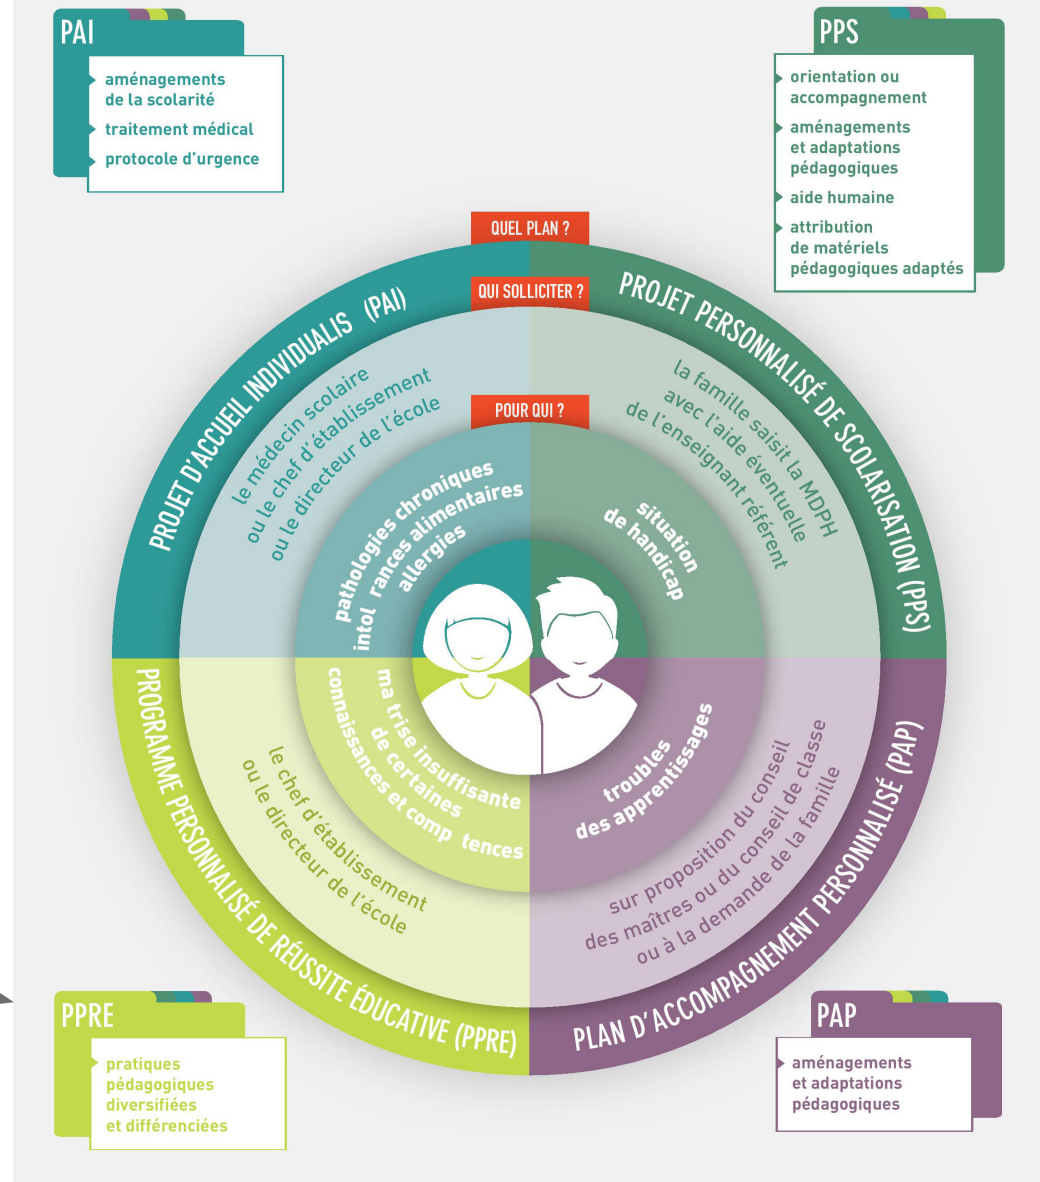 PAI
aménagements
de la scolarité
traitement médical
protocole d'urgence
PPS
orientation ou
accompagnement
aménagements
et adaptations
pédagogiques
aide humaine
attribution
de matériels
pédagogiques adaptés
QUEL PLAN ?
QUI SOLLICITER ?
POUR QUI ?
PROJET D'ACCUEIL INDIVIDUALIS (PAI)
le médecin scolaire
ou le chef d'établissement
ou le directeur de l'école
pathologies chroniques
intol rances alimentaires
allergies
PROJET PERSONNALISÉ DE SCOLARISATION (PPS)
la famille saisit la MDPH
avec l'aide éventuelle
de l'enseignant référent
situation
de handicap
PROGRAMME PERSONNALISÉ DE RÉUSSITE ÉDUCATIVE (PPRE)
le chef d'établissement
ou le directeur de l'école
ma trise insuffisante
de certaines
connaissances et comp tences
PLAN D'ACCOMPAGNEMENT PERSONNALISÉ (PAP)
sur proposition du conseil
des maîtres ou du conseil de classe
ou à la demande de la famille
troubles
des apprentissages
PPRE
pratiques
pédagogiques
diversifiées
et différenciées
PAP
aménagements
et adaptations
pédagogiques